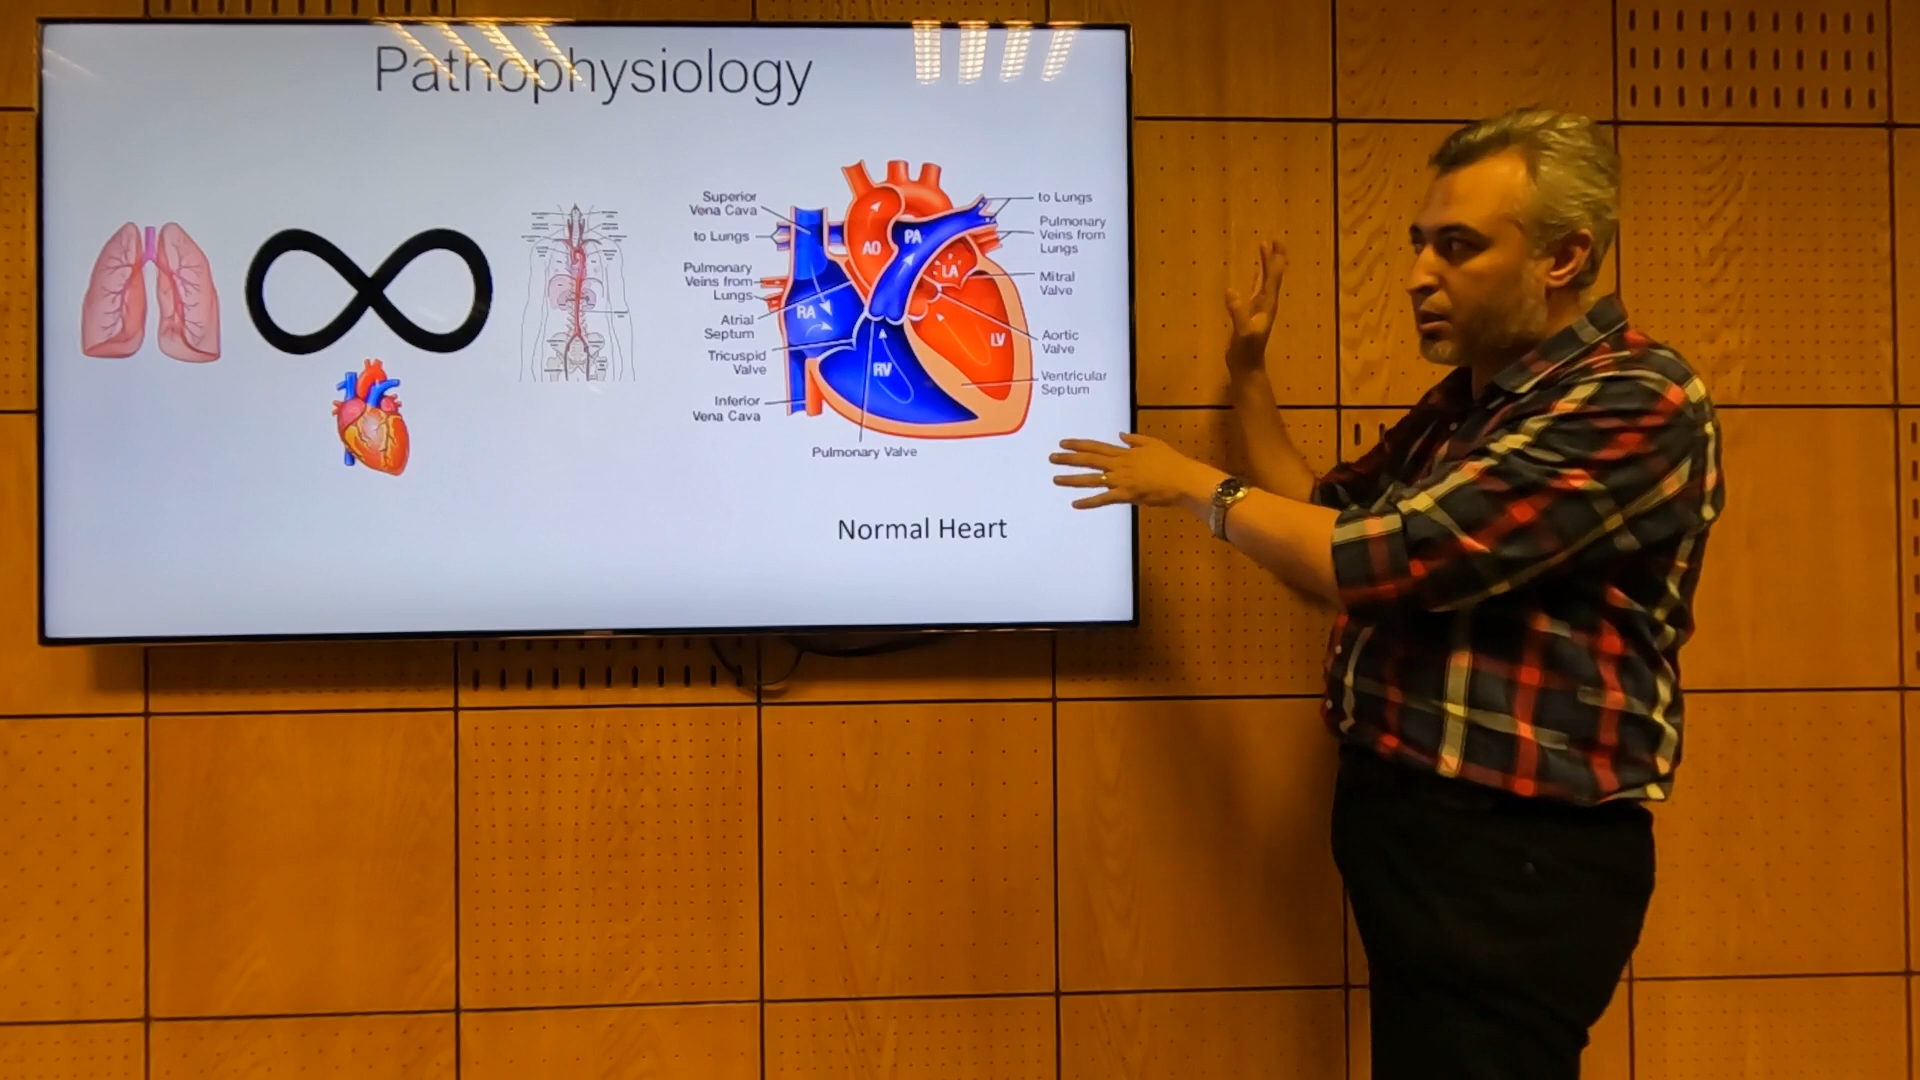 Pathophysiology
Superior
Vena Cava
to Lungs
Pulmonary
Veins from
Lungs
Atrial
Septum
Tricuspid
Valve
Inferior
Vena Cava
Pulmonary Valve
AO
PA
LA
RA
LV
RV
to Lungs
Pulmonary
Veins from
Lungs
Mitral
Valve
Aortic
Valve
Ventricular
Septum
Normal Heart